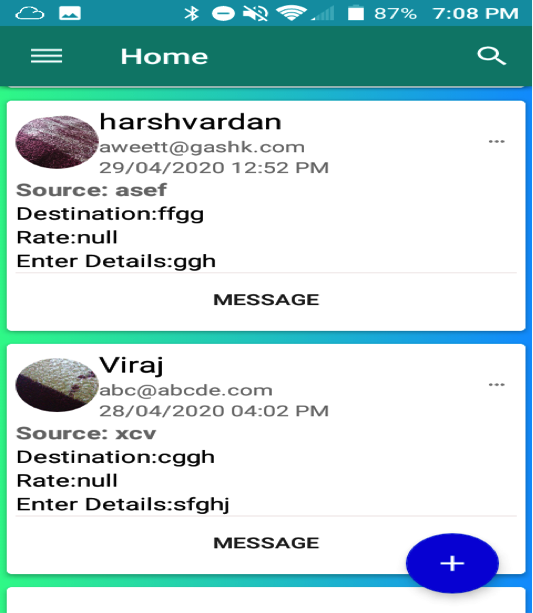 87% 7:08 PM
Home
harshvardan
aweett@gashk.com
29/04/2020 12:52 PM
Source: asef
Destination:ffgg
Rate:null
Enter Details:ggh
MESSAGE
Viraj
abc@abcde.com
28/04/2020 04:02 PM
Source: xcv
Destination:cggh
Rate:null
Enter Details:sfghj
MESSAGE